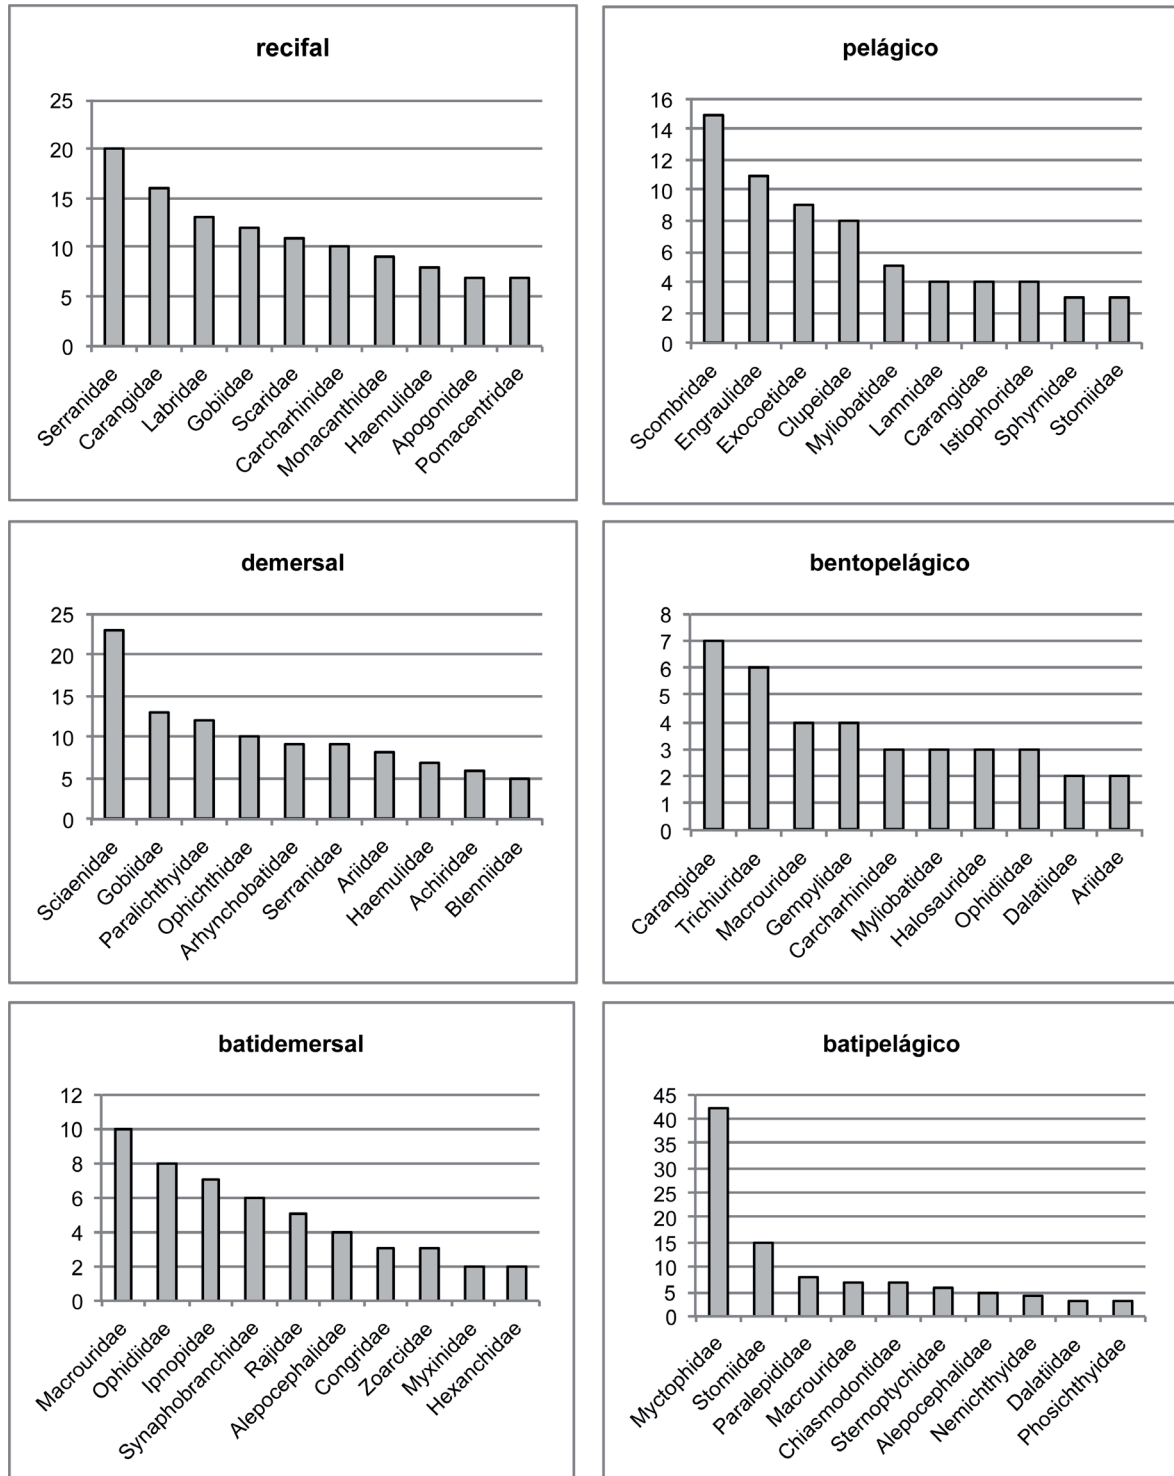 recifal
25
20
15
10
5
0
Serranidae
Carangidae
Labridae
Gobiidae
Scaridae
Carcharhinidae
Monacanthidae
Haemulidae
Apogonidae
Pomacentridae
pelágico
16
14
12
10
8
6
4
2
0
Scombridae
Engraulidae
Exocoetidae
Clupeidae
Myliobatidae
Lamnidae
Carangidae
Istiophoridae
Sphyrnidae
Stomiidae
demersal
25
20
15
10
5
0
Sciaenidae
Gobiidae
Paralichthyidae
Ophichthidae
Arhynchobatidae
Serranidae
Ariidae
Haemulidae
Achiridae
Blenniidae
bentopelágico
8
7
6
5
4
3
2
1
0
Carangidae
Trichiuridae
Macrouridae
Gempylidae
Carcharhinidae
Myliobatidae
Halosauridae
Ophidiidae
Dalatiidae
Ariidae
batidemersal
12
10
8
6
4
2
0
Macrouridae
Ophidiidae
Ipnopidae
Synaphobranchidae
Rajidae
Alepocephalidae
Congridae
Zoarcidae
Myxinidae
Hexanchidae
batipelágico
45
40
35
30
25
20
15
10
5
0
Myctophidae
Stomiidae
Paralepididae
Macrouridae
Chiasmodontidae
Sternoptychidae
Alepocephalidae
Nemichthyidae
Dalatiidae
Phosichthyidae